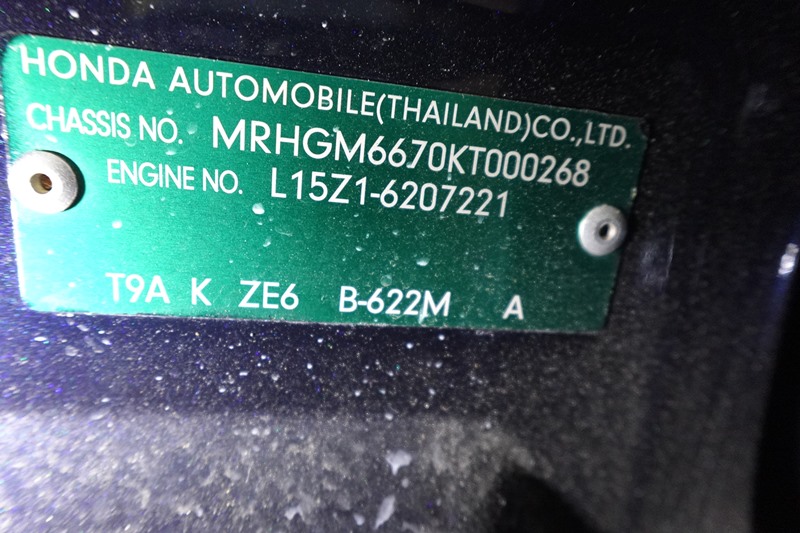 HONDA AUTOMOBILE(THAILAND)CO.,LTD.
CHASSIS NO. MRHGM6670KT000268
ENGINE NO. L15Z1-6207221
T9A K ZE6 B-622M A